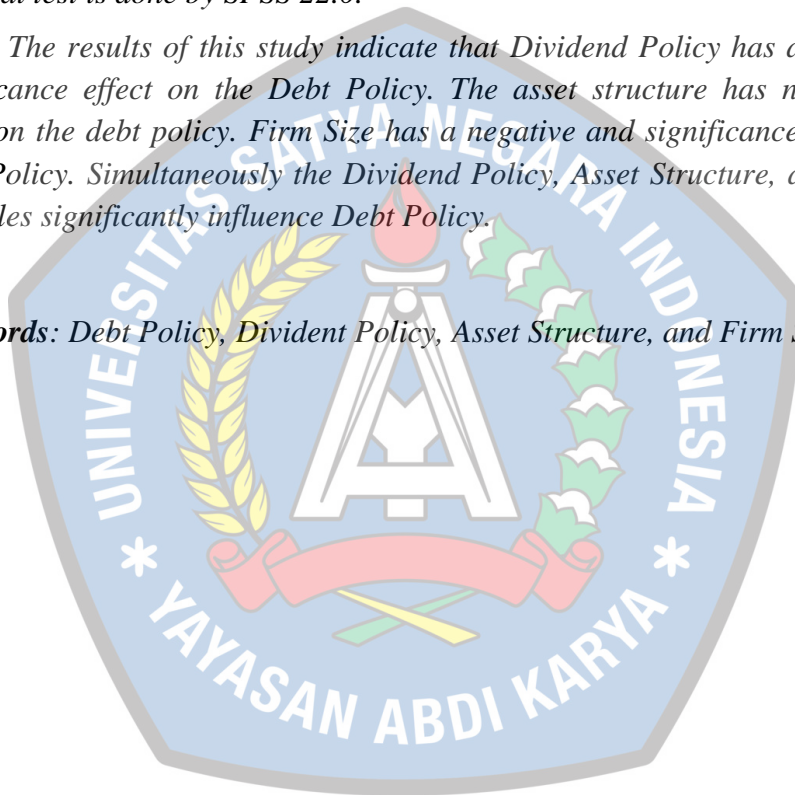 at test is done by SPSS 22.0.
The results of this study indicate that Dividend Policy has a
cance effect on the Debt Policy. The asset structure has n
on the debt policy. Firm Size has a negative and significance
Policy. Simultaneously the Dividend Policy, Asset Structure, a
les significantly influence Debt Policy.
ords: Debt Policy, Divident Policy, Asset Structure, and Firm S
UNIVERSITAS SATYA NEGARA INDONESIA
* YAYASAN ABDI KARYA *